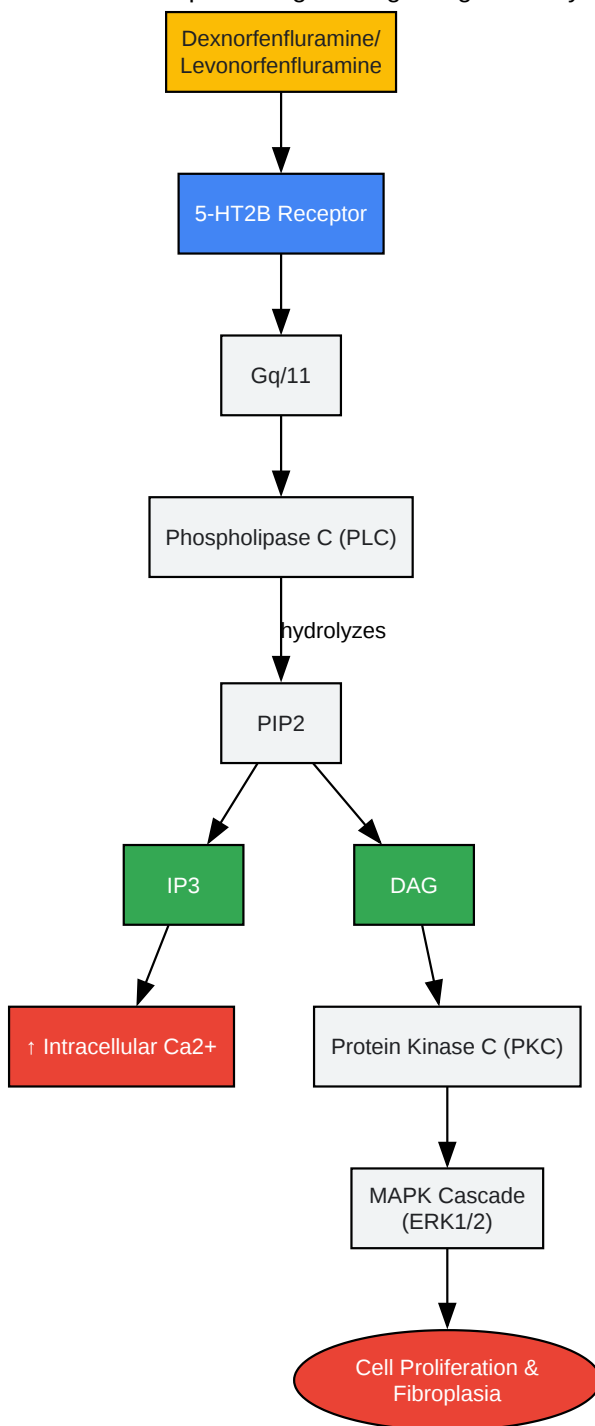 Dexnorfenfluramine/
Levonorfenfluramine
5-HT2B Receptor
Gq/11
Phospholipase C (PLC)
hydrolyzes
PIP2
IP3
DAG
↑ Intracellular Ca2+
Protein Kinase C (PKC)
MAPK Cascade
(ERK1/2)
Cell Proliferation &
Fibroplasia